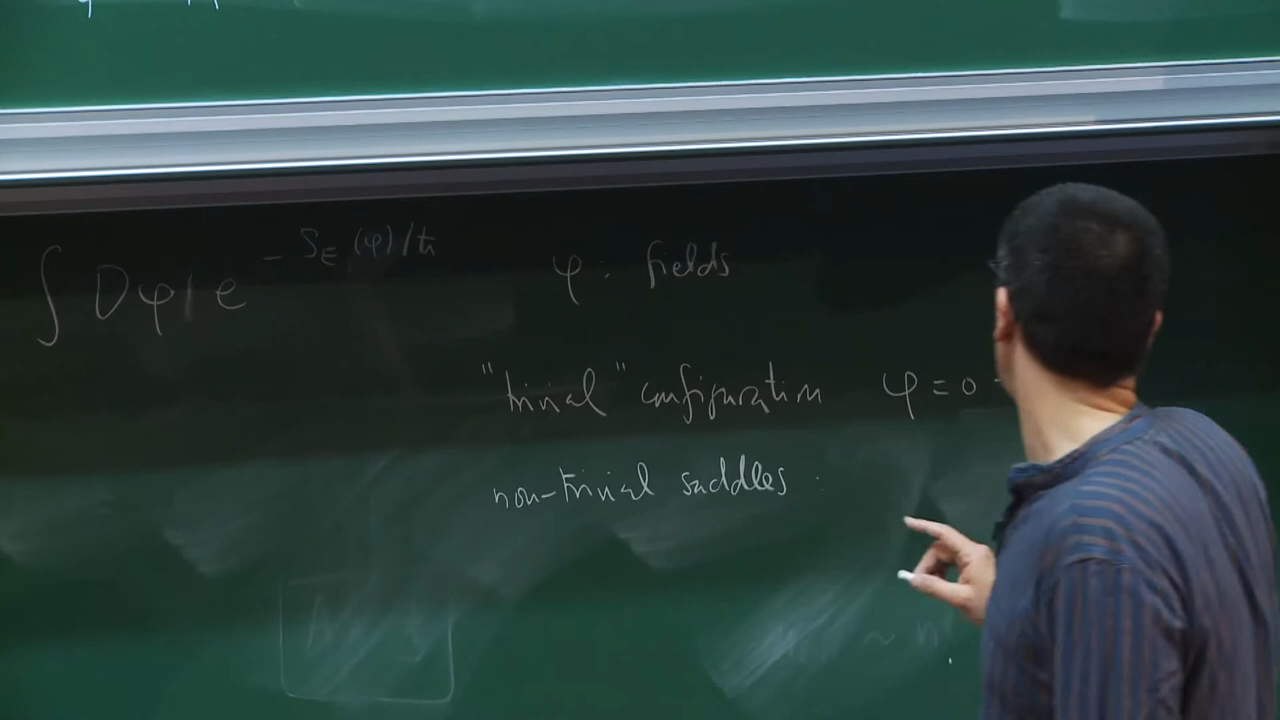 ∫ Dφ e^{-S_E(φ)/ħ} φ: fields
"trivial" configuration φ = 0
non-trivial saddles :
~ n!